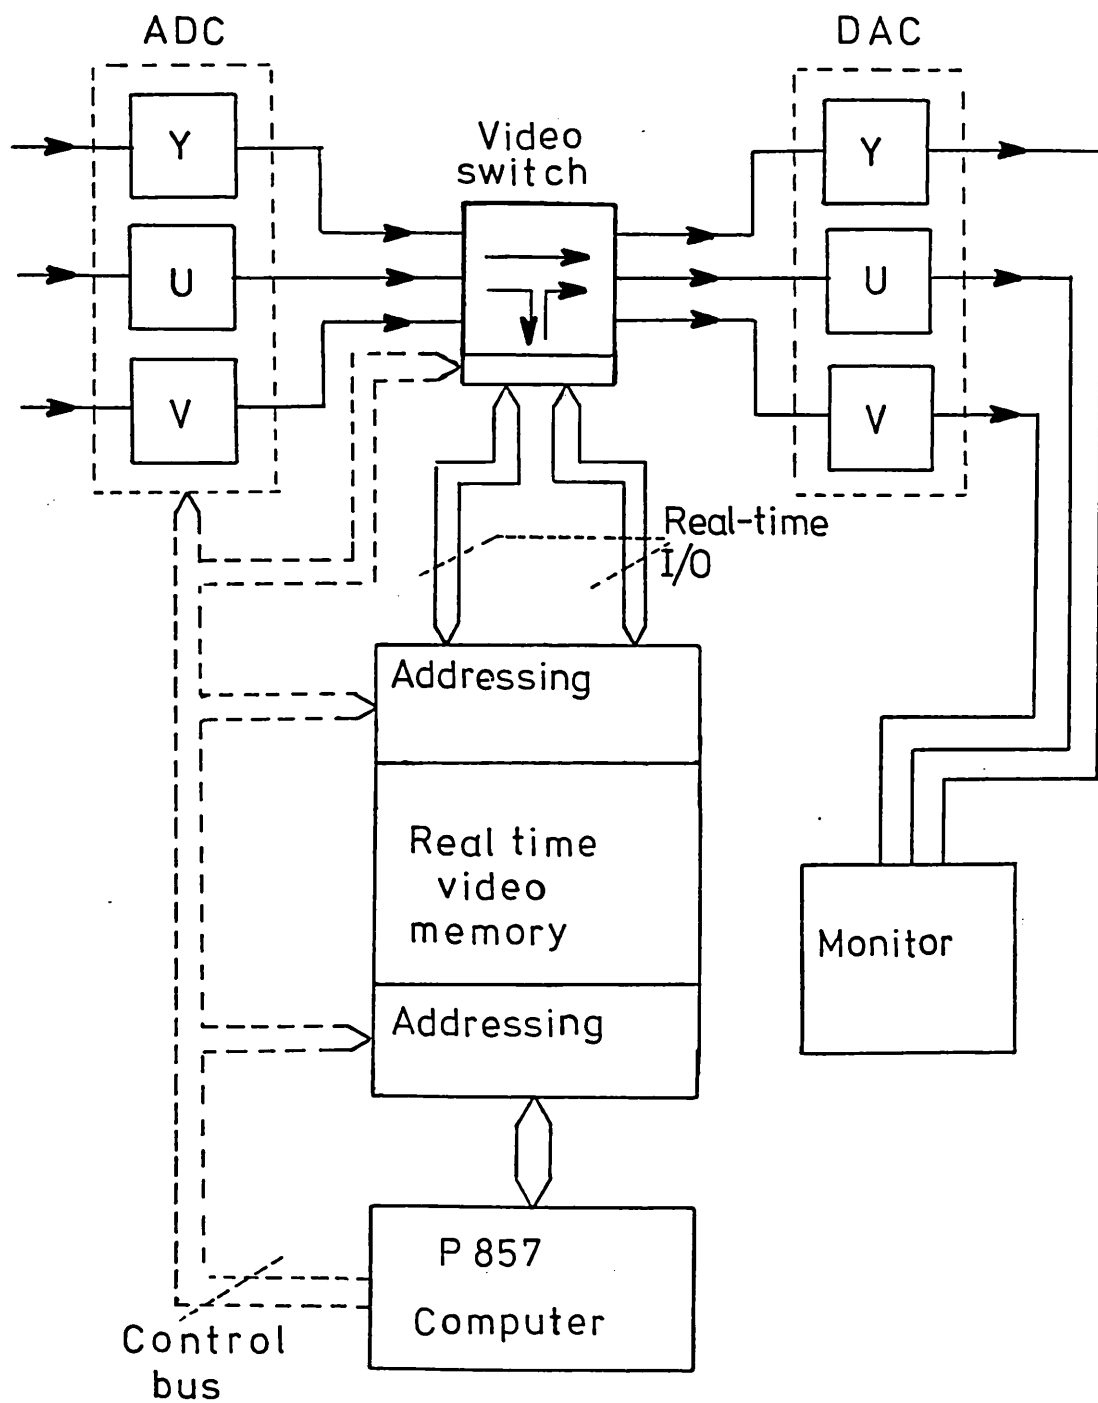 ADC
DAC
Y
U
V
Video
switch
Y
U
V
Real-time
I/O
Addressing
Real time
video
memory
Addressing
Monitor
P 857
Computer
Control
bus